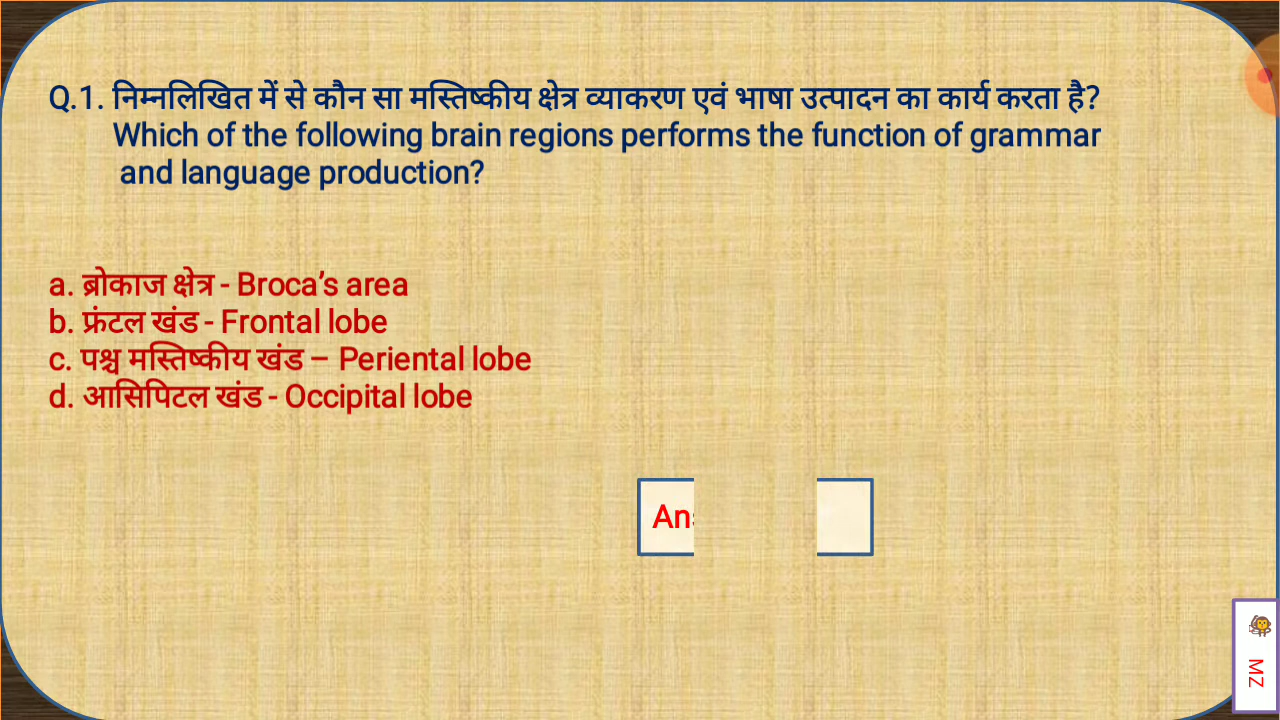 Q.1. निम्नलिखित में से कौन सा मस्तिष्कीय क्षेत्र व्याकरण एवं भाषा उत्पादन का कार्य करता है?
Which of the following brain regions performs the function of grammar
and language production?
a. ब्रोकाज क्षेत्र - Broca’s area
b. फ्रंटल खंड - Frontal lobe
c. पश्च मस्तिष्कीय खंड – Periental lobe
d. आसिपिटल खंड - Occipital lobe
MZ